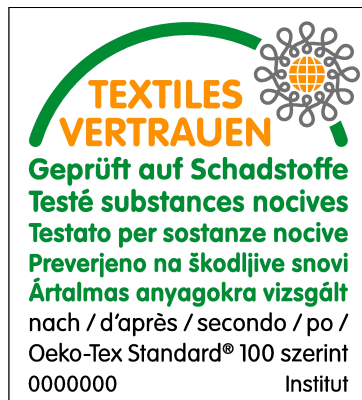 TEXTILES
VERTRAUEN
Geprüft auf Schadstoffe
Testé substances nocives
Testato per sostanze nocive
Preverjeno na škodljive snovi
Ártalmas anyagokra vizsgált
nach / d'après / secondo / po /
Oeko-Tex Standard® 100 szerint
0000000 Institut